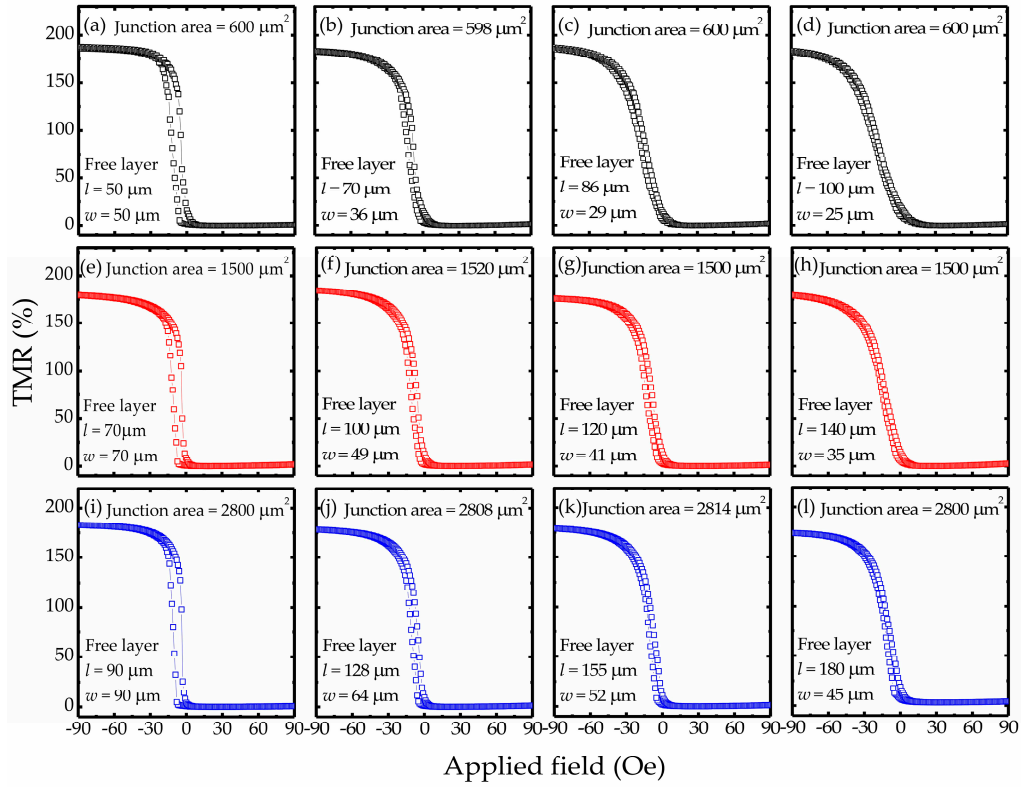 (a) Junction area = 600 µm²
(b) Junction area = 598 µm²
(c) Junction area = 600 µm²
(d) Junction area = 600 µm²
200
150
100
50
0
Free layer
l = 50 µm
w = 50 µm
Free layer
l − 70 µm
w = 36 µm
Free layer
l = 86 µm
w = 29 µm
Free layer
l − 100 µm
w = 25 µm
(e) Junction area = 1500 µm²
(f) Junction area = 1520 µm²
(g) Junction area = 1500 µm²
(h) Junction area = 1500 µm²
200
150
100
50
0
TMR (%)
Free layer
l = 70µm
w = 70 µm
Free layer
l = 100 µm
w = 49 µm
Free layer
l = 120 µm
w = 41 µm
Free layer
l = 140 µm
w = 35 µm
(i) Junction area = 2800 µm²
(j) Junction area = 2808 µm²
(k) Junction area = 2814 µm²
(l) Junction area = 2800 µm²
200
150
100
50
0
Free layer
l = 90 µm
w = 90 µm
Free layer
l = 128 µm
w = 64 µm
Free layer
l = 155 µm
w = 52 µm
Free layer
l = 180 µm
w = 45 µm
-90 -60 -30 0 30 60 90
-90 -60 -30 0 30 60 90
-90 -60 -30 0 30 60 90
-90 -60 -30 0 30 60 90
Applied field (Oe)